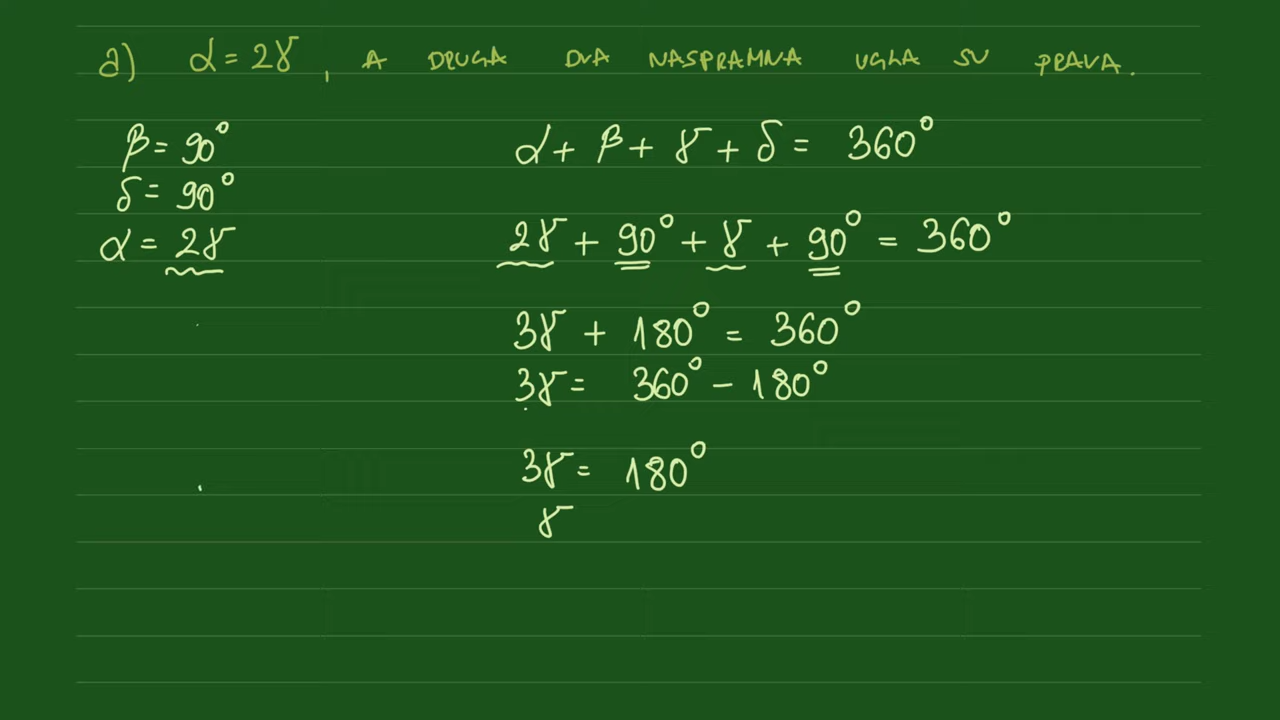 a) α = 2γ, A DRUGA DVA NASPRAMNA UGLA SU PRAVA.
β = 90°
δ = 90°
α = 2γ
α + β + γ + δ = 360°
2γ + 90° + γ + 90° = 360°
3γ + 180° = 360°
3γ = 360° - 180°
3γ = 180°
γ